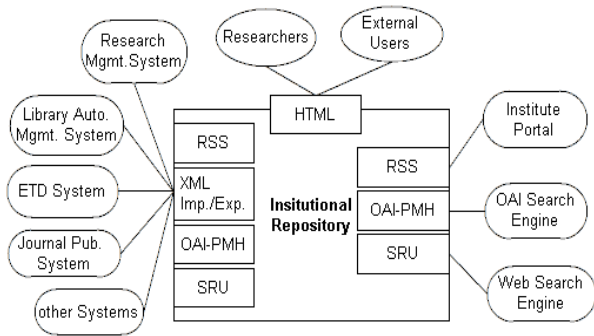 Research
Mgmt.System
Researchers
External
Users
Library Auto.
Mgmt. System
ETD System
Journal Pub.
System
other Systems
HTML
RSS
XML
Imp./Exp.
OAI-PMH
SRU
Insitutional
Repository
RSS
OAI-PMH
SRU
Institute
Portal
OAI Search
Engine
Web Search
Engine